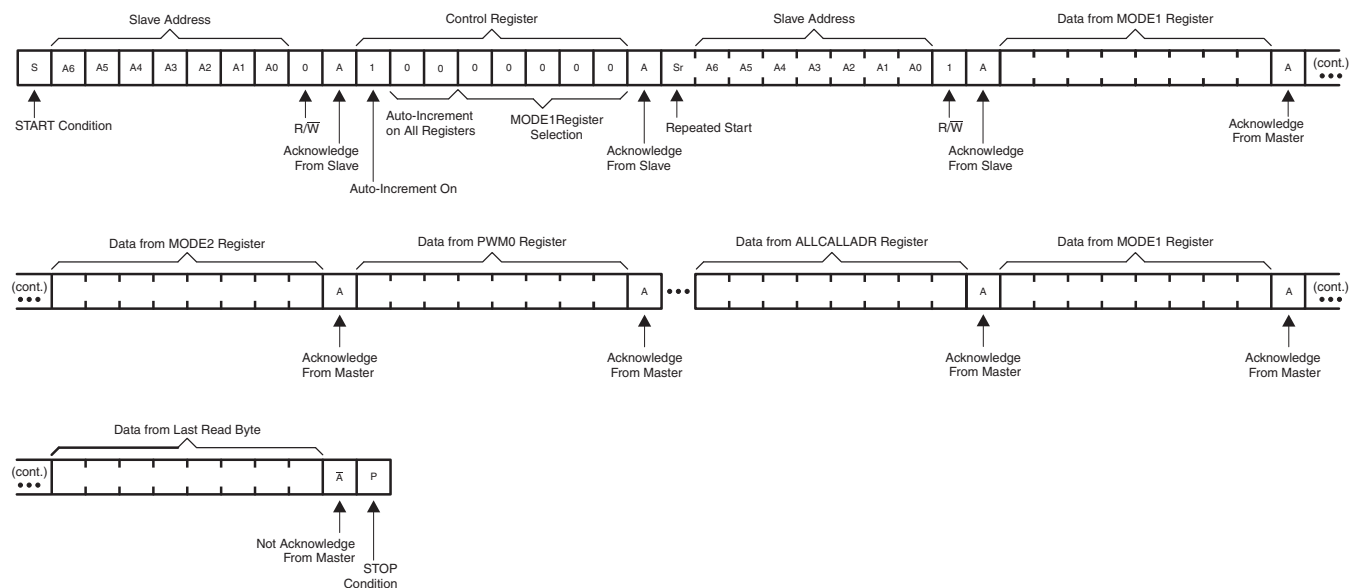 Slave Address Control Register Slave Address Data from MODE1 Register
S A6 A5 A4 A3 A2 A1 A0 0 A 1 0 0 0 0 0 0 0 A Sr A6 A5 A4 A3 A2 A1 A0 1 A A (cont.)
START Condition
R/W̅
Acknowledge
From Slave
Auto-Increment On
Auto-Increment
on All Registers
MODE1Register
Selection
Acknowledge
From Slave
Repeated Start
R/W̅
Acknowledge
From Slave
Acknowledge
From Master
Data from MODE2 Register Data from PWM0 Register Data from ALLCALLADR Register Data from MODE1 Register
(cont.) A A A A (cont.)
Acknowledge
From Master
Acknowledge
From Master
Acknowledge
From Master
Acknowledge
From Master
Data from Last Read Byte
(cont.) A̅ P
Not Acknowledge
From Master
STOP
Condition